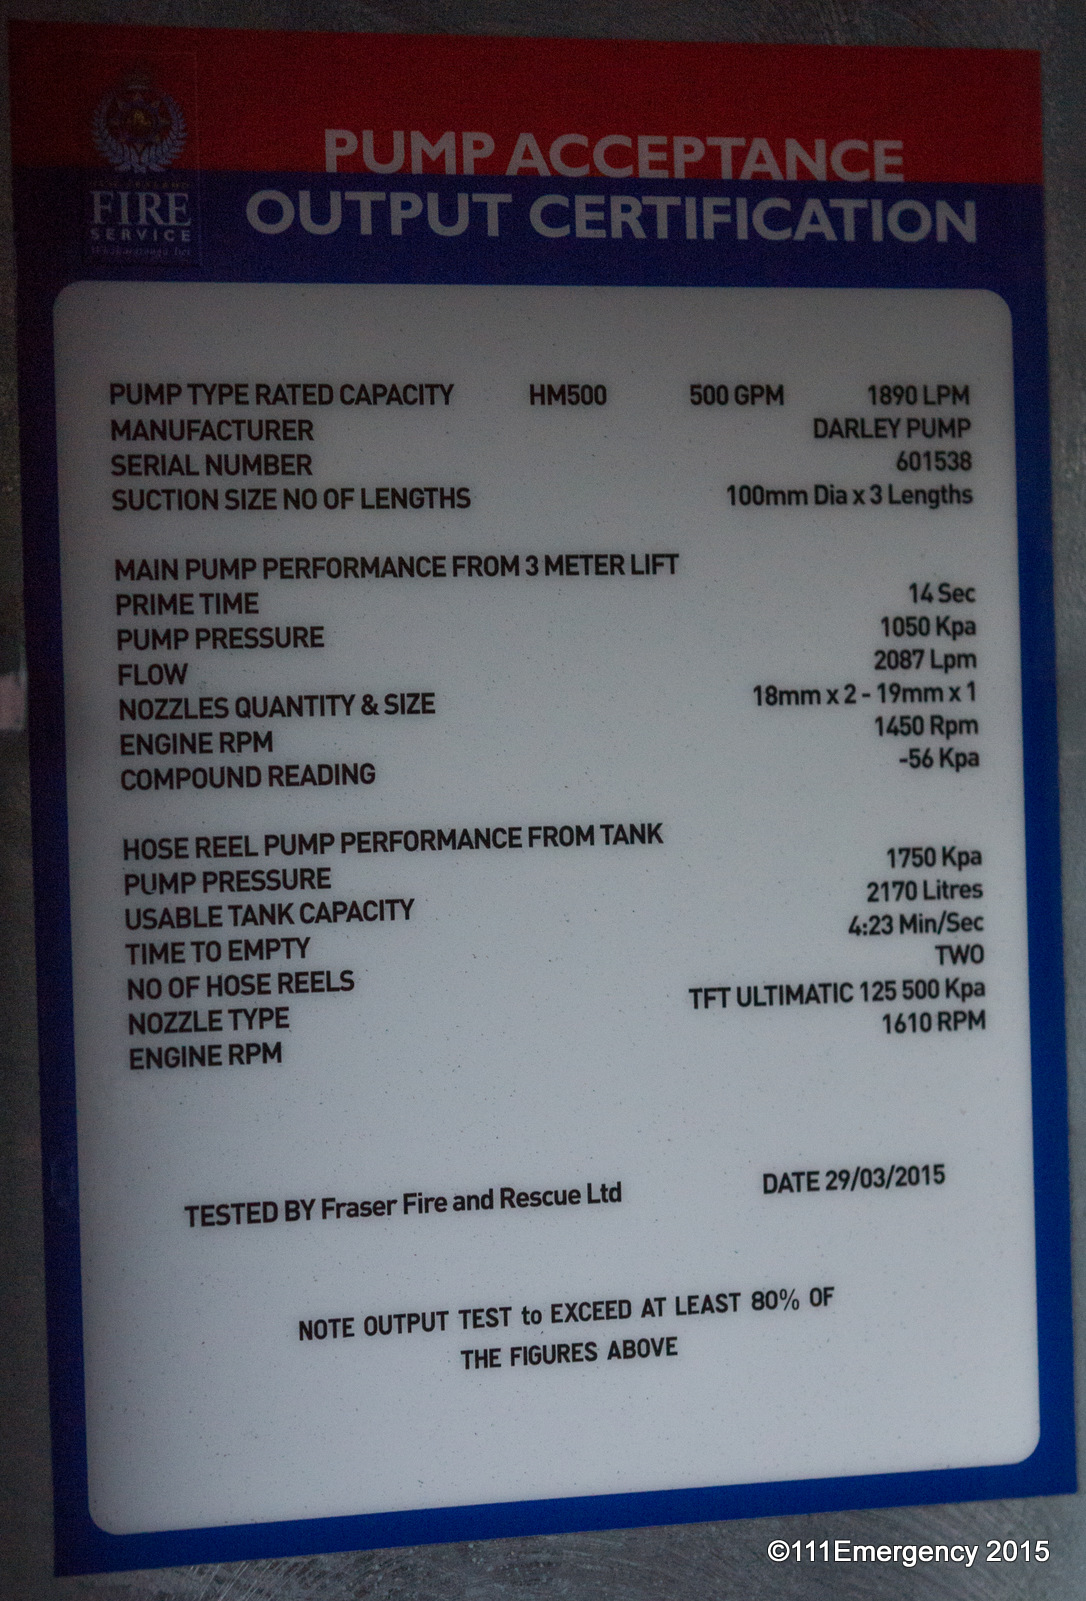 NEW ZEALAND
FIRE
SERVICE
Whakaratonga Iwi
PUMP ACCEPTANCE
OUTPUT CERTIFICATION
PUMP TYPE RATED CAPACITY HM500 500 GPM 1890 LPM
MANUFACTURER DARLEY PUMP
SERIAL NUMBER 601538
SUCTION SIZE NO OF LENGTHS 100mm Dia x 3 Lengths
MAIN PUMP PERFORMANCE FROM 3 METER LIFT
PRIME TIME 14 Sec
PUMP PRESSURE 1050 Kpa
FLOW 2087 Lpm
NOZZLES QUANTITY & SIZE 18mm x 2 - 19mm x 1
ENGINE RPM 1450 Rpm
COMPOUND READING -56 Kpa
HOSE REEL PUMP PERFORMANCE FROM TANK
PUMP PRESSURE 1750 Kpa
USABLE TANK CAPACITY 2170 Litres
TIME TO EMPTY 4:23 Min/Sec
NO OF HOSE REELS TWO
NOZZLE TYPE TFT ULTIMATIC 125 500 Kpa
ENGINE RPM 1610 RPM
TESTED BY Fraser Fire and Rescue Ltd DATE 29/03/2015
NOTE OUTPUT TEST to EXCEED AT LEAST 80% OF
THE FIGURES ABOVE
©111Emergency 2015